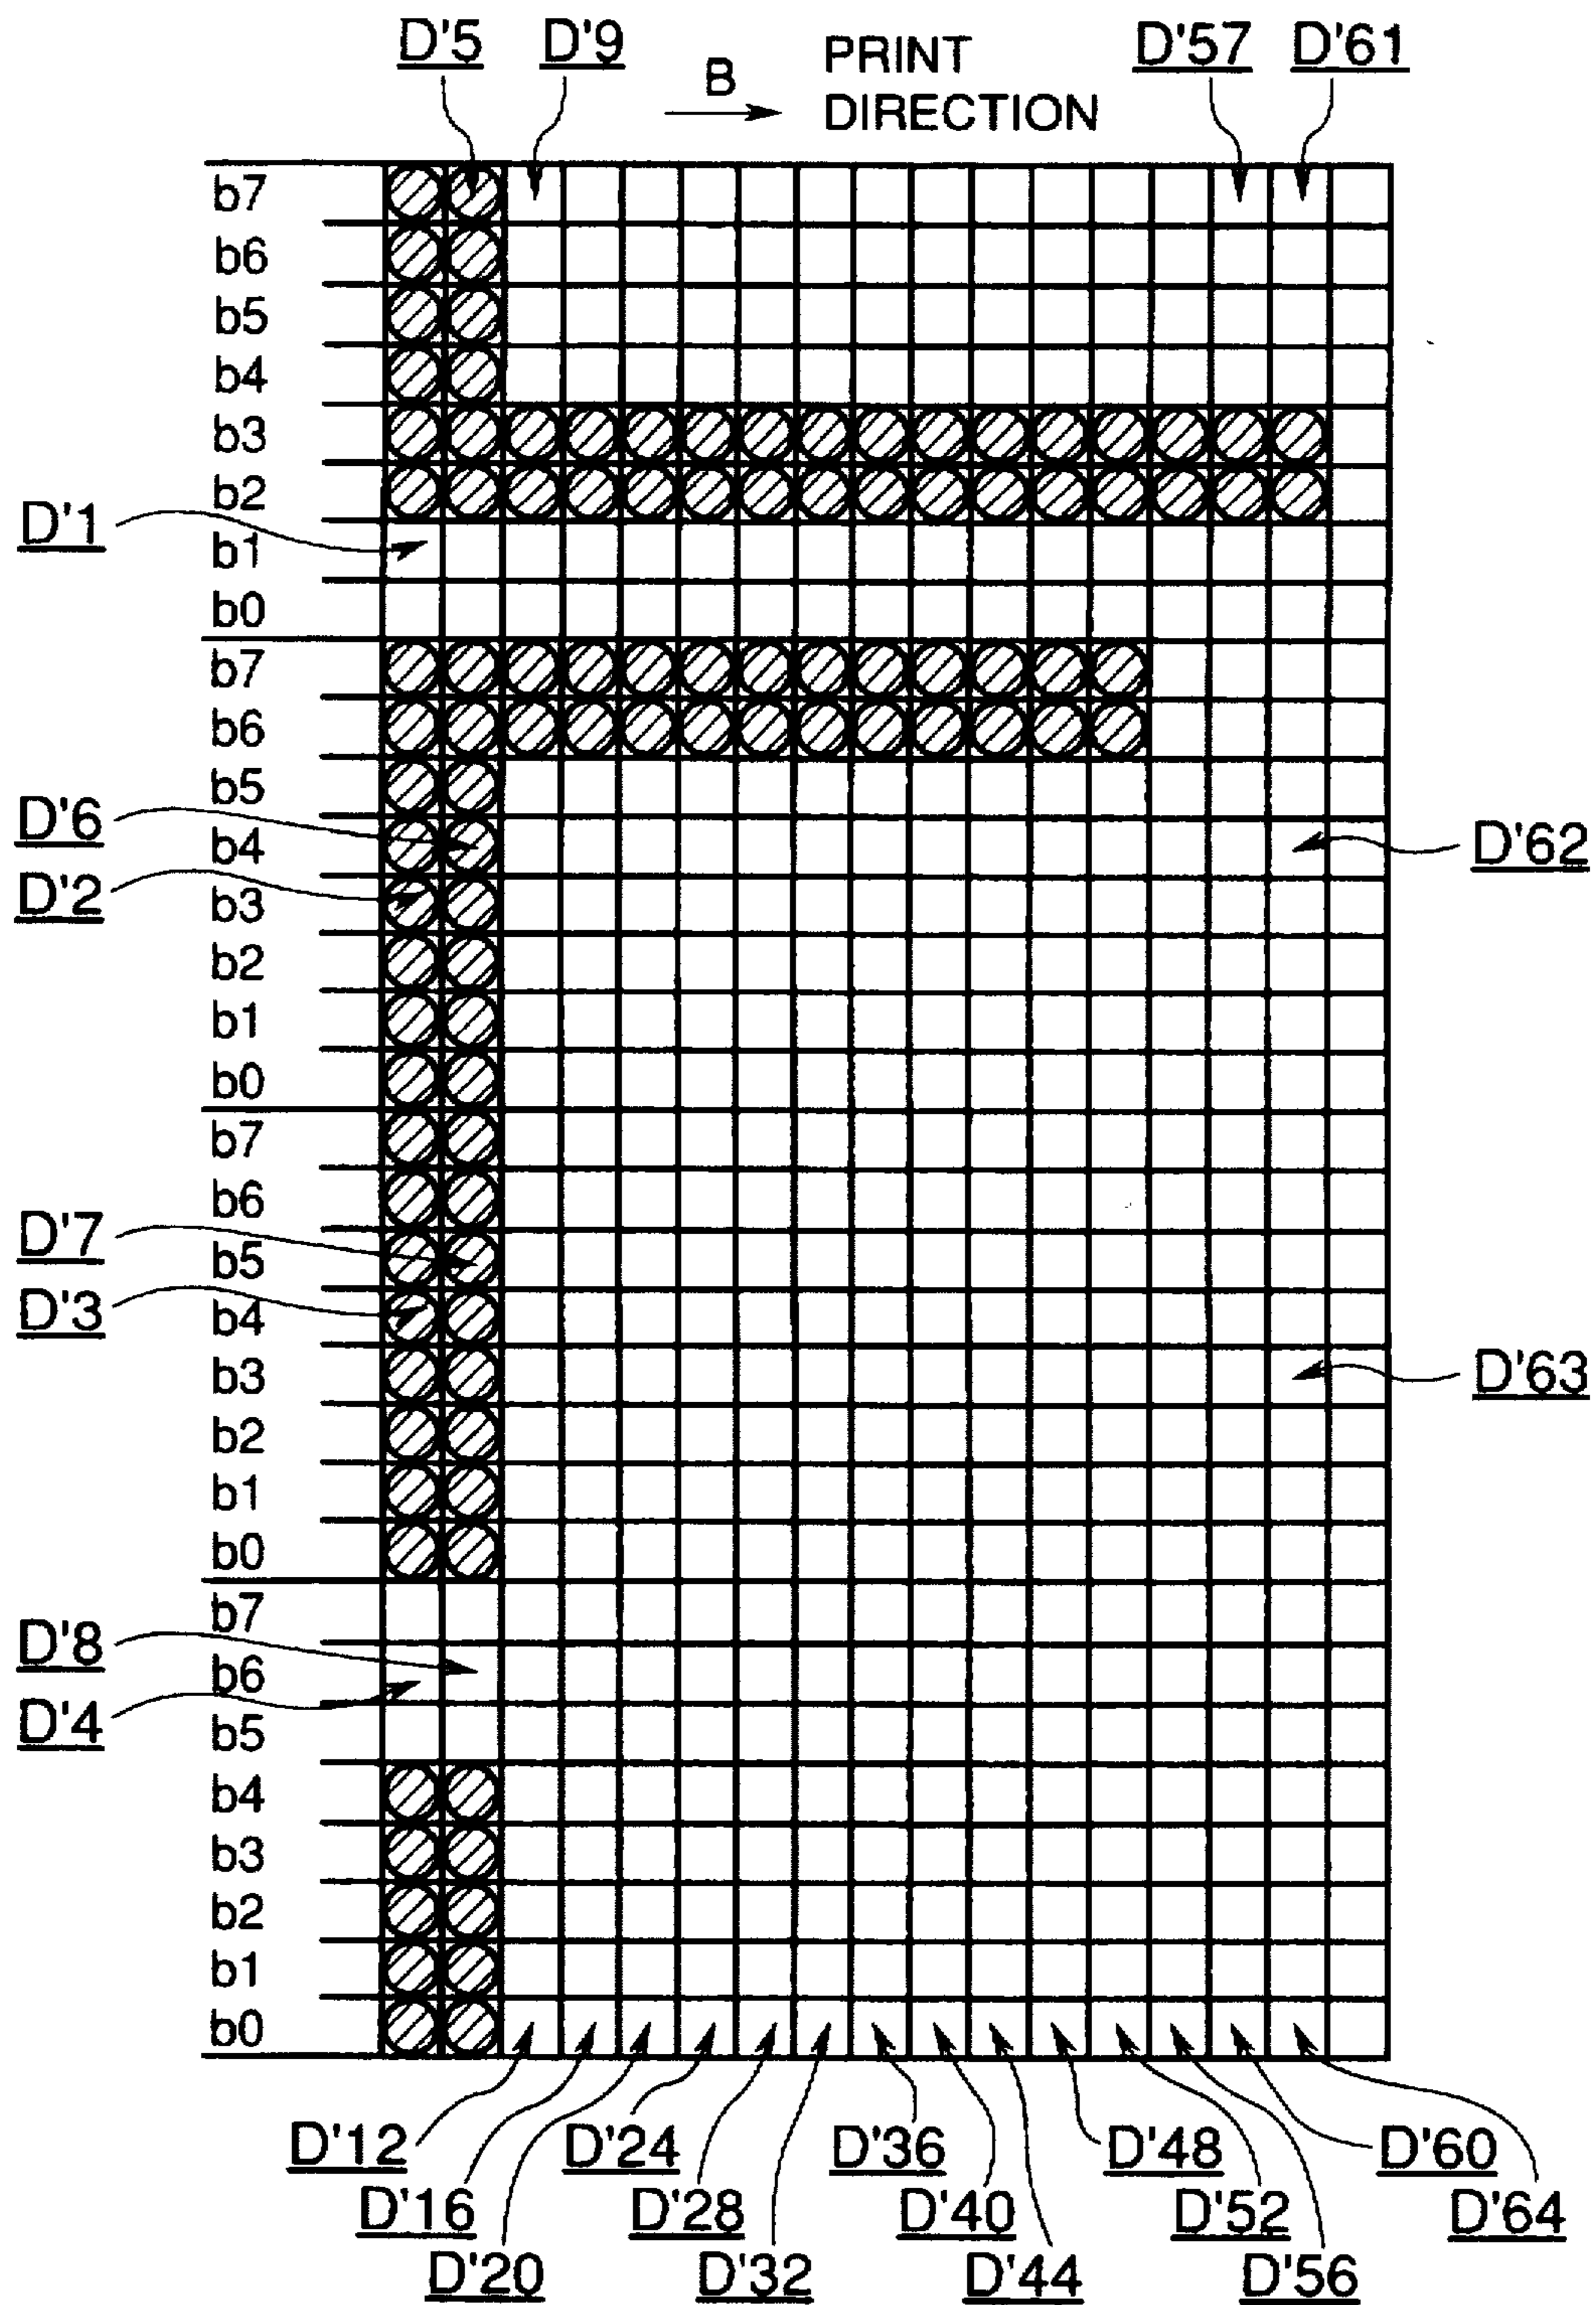 D'5 D'9 B PRINT DIRECTION D'57 D'61
b7
b6
b5
b4
b3
b2
D'1
b1
b0
b7
b6
b5
D'6
b4
D'62
D'2
b3
b2
b1
b0
b7
b6
D'7
b5
D'3
b4
b3
D'63
b2
b1
b0
b7
D'8
b6
D'4
b5
b4
b3
b2
b1
b0
D'12 D'24 D'36 D'48 D'60
D'16 D'28 D'40 D'52 D'64
D'20 D'32 D'44 D'56